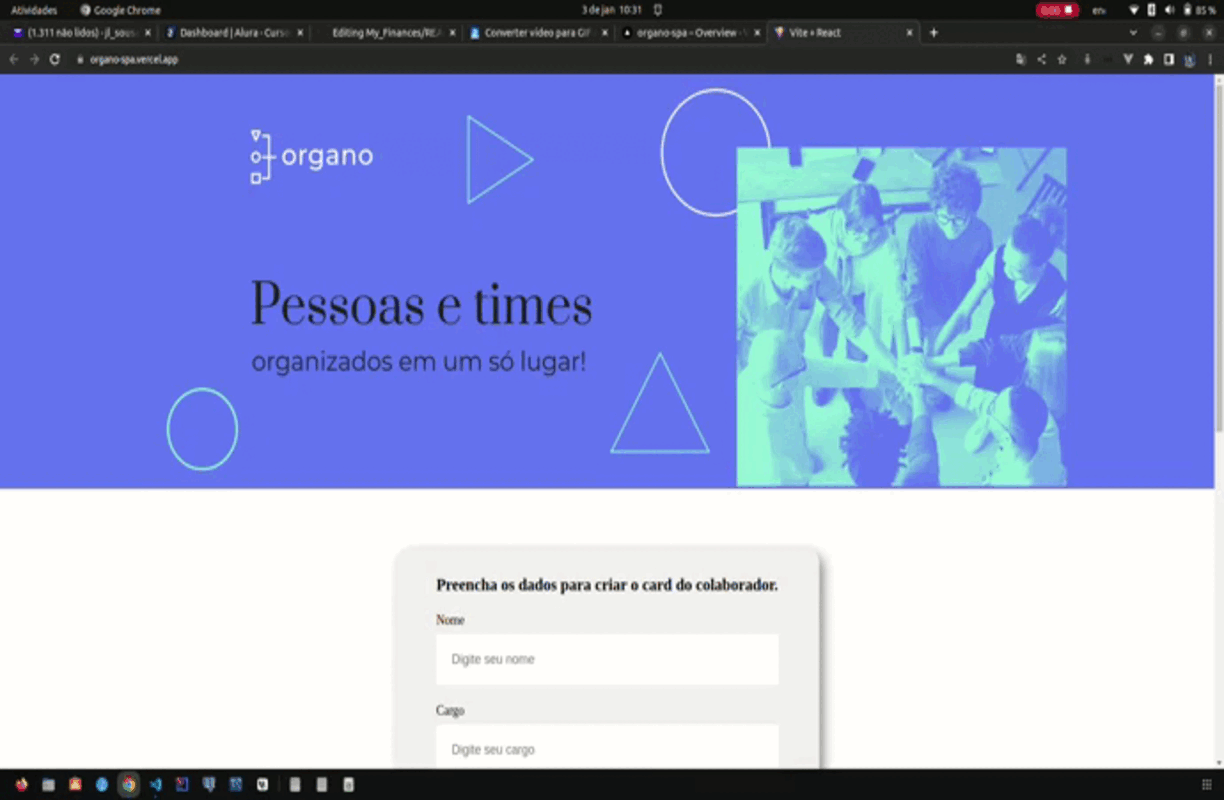 Atividades
Google Chrome
3 de jan 10:31
en
85 %
(1.311 não lidos) - jl_sous
Dashboard | Alura - Curso
Editing My_Finances/REA
Converter vídeo para GIF
organo-spa – Overview -
Vite + React
organo-spa.vercel.app
organo
Pessoas e times
organizados em um só lugar!
Preencha os dados para criar o card do colaborador.
Nome
Digite seu nome
Cargo
Digite seu cargo